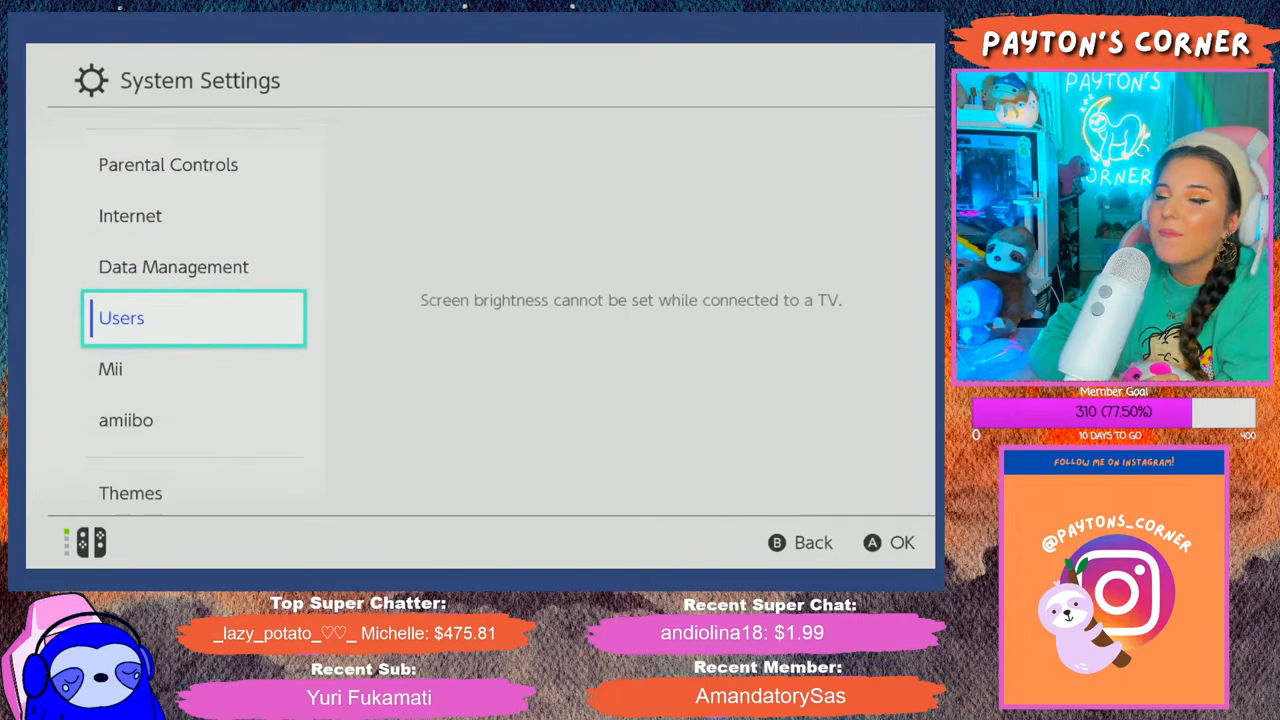 System Settings
Parental Controls
Internet
Data Management
Users
Mii
amiibo
Themes
Screen brightness cannot be set while connected to a TV.
B Back
A OK
PAYTON'S CORNER
PAYTON'S
CORNER
Member Goal
310 (77.50%)
0
10 DAYS TO GO
400
FOLLOW ME ON INSTAGRAM!
@PAYTONS_CORNER
Top Super Chatter:
_lazy_potato_♡♡_ Michelle: $475.81
Recent Sub:
Yuri Fukamati
Recent Super Chat:
andiolina18: $1.99
Recent Member:
AmandatorySas